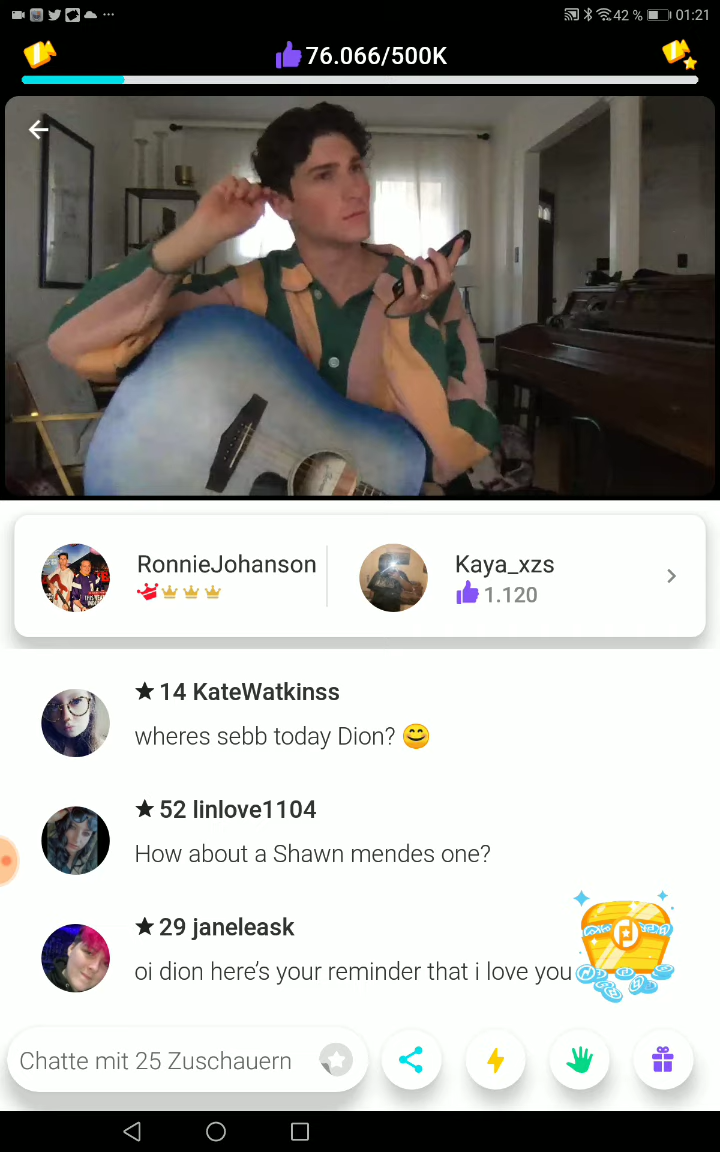 42 % 01:21
76.066/500K
RonnieJohanson
Kaya_xzs
1.120
★ 14 KateWatkinss
wheres sebb today Dion? 😊
★ 52 linlove1104
How about a Shawn mendes one?
★ 29 janeleask
oi dion here’s your reminder that i love you
Chatte mit 25 Zuschauern